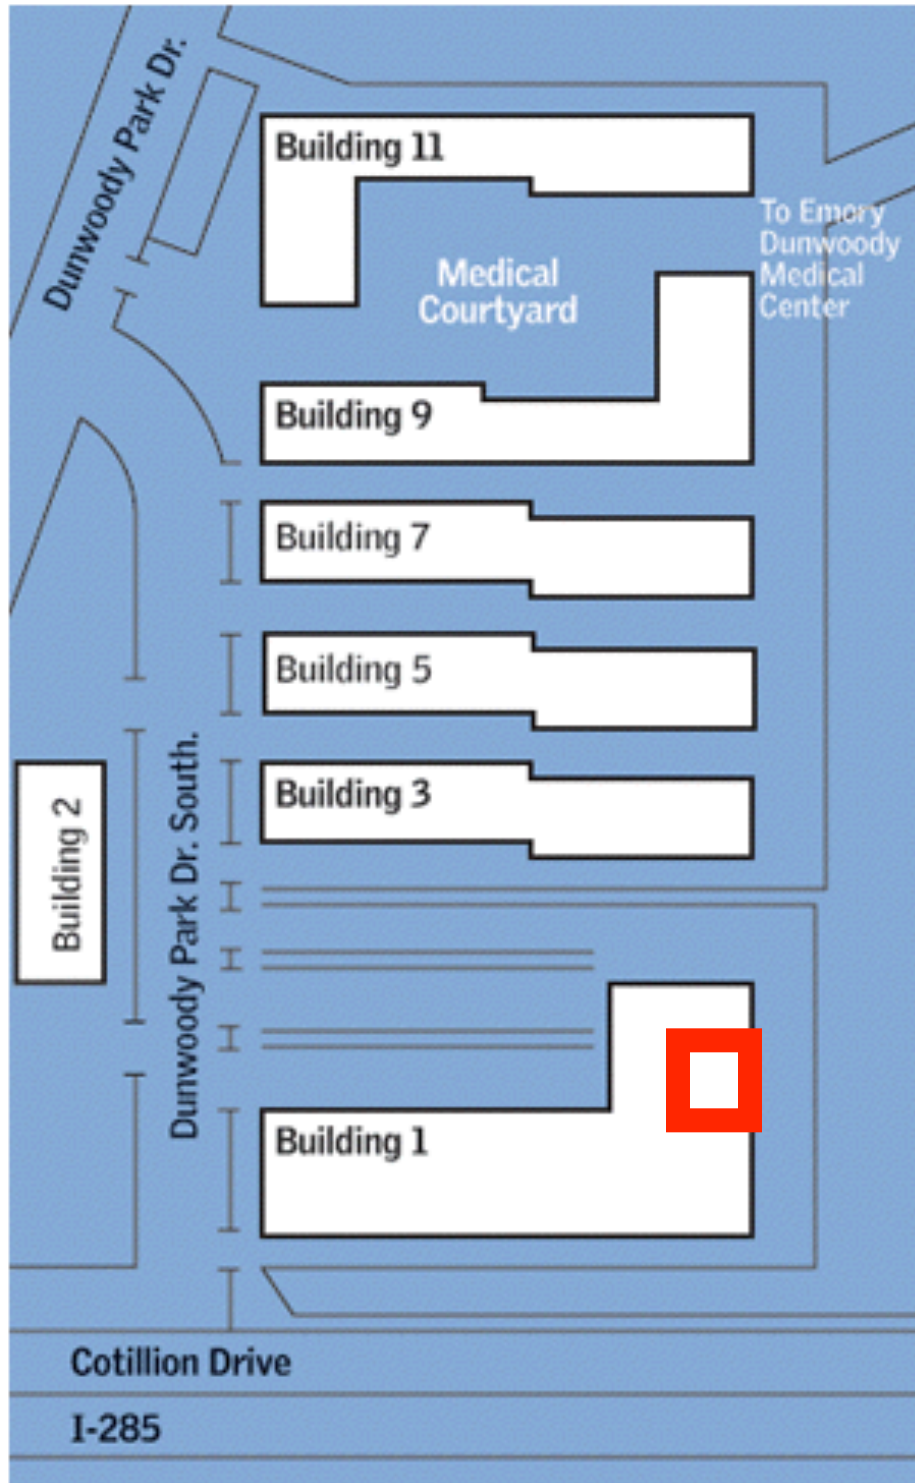 Dunwoody Park Dr.
Building 11
To Emory
Dunwoody
Medical
Center
Medical
Courtyard
Building 9
Building 7
Building 5
Building 3
Building 2
Dunwoody Park Dr. South.
Building 1
Cotillion Drive
I-285